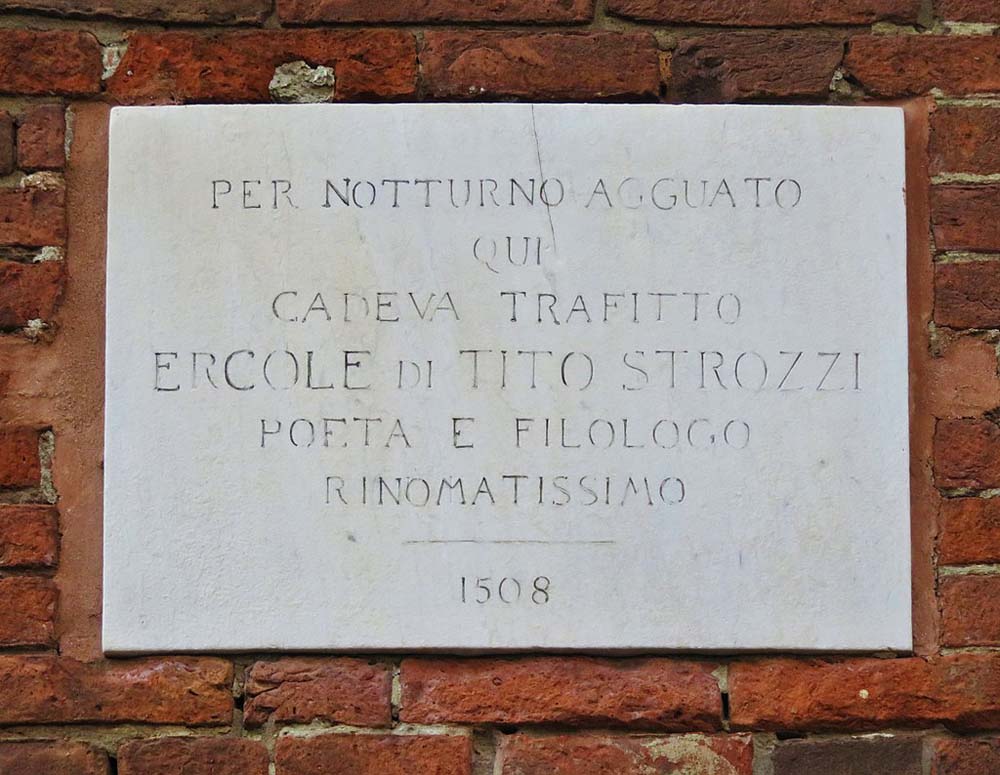 PER NOTTURNO AGGUATO
QUI
CADEVA TRAFITTO
ERCOLE DI TITO STROZZI
POETA E FILOLOGO
RINOMATISSIMO
1508